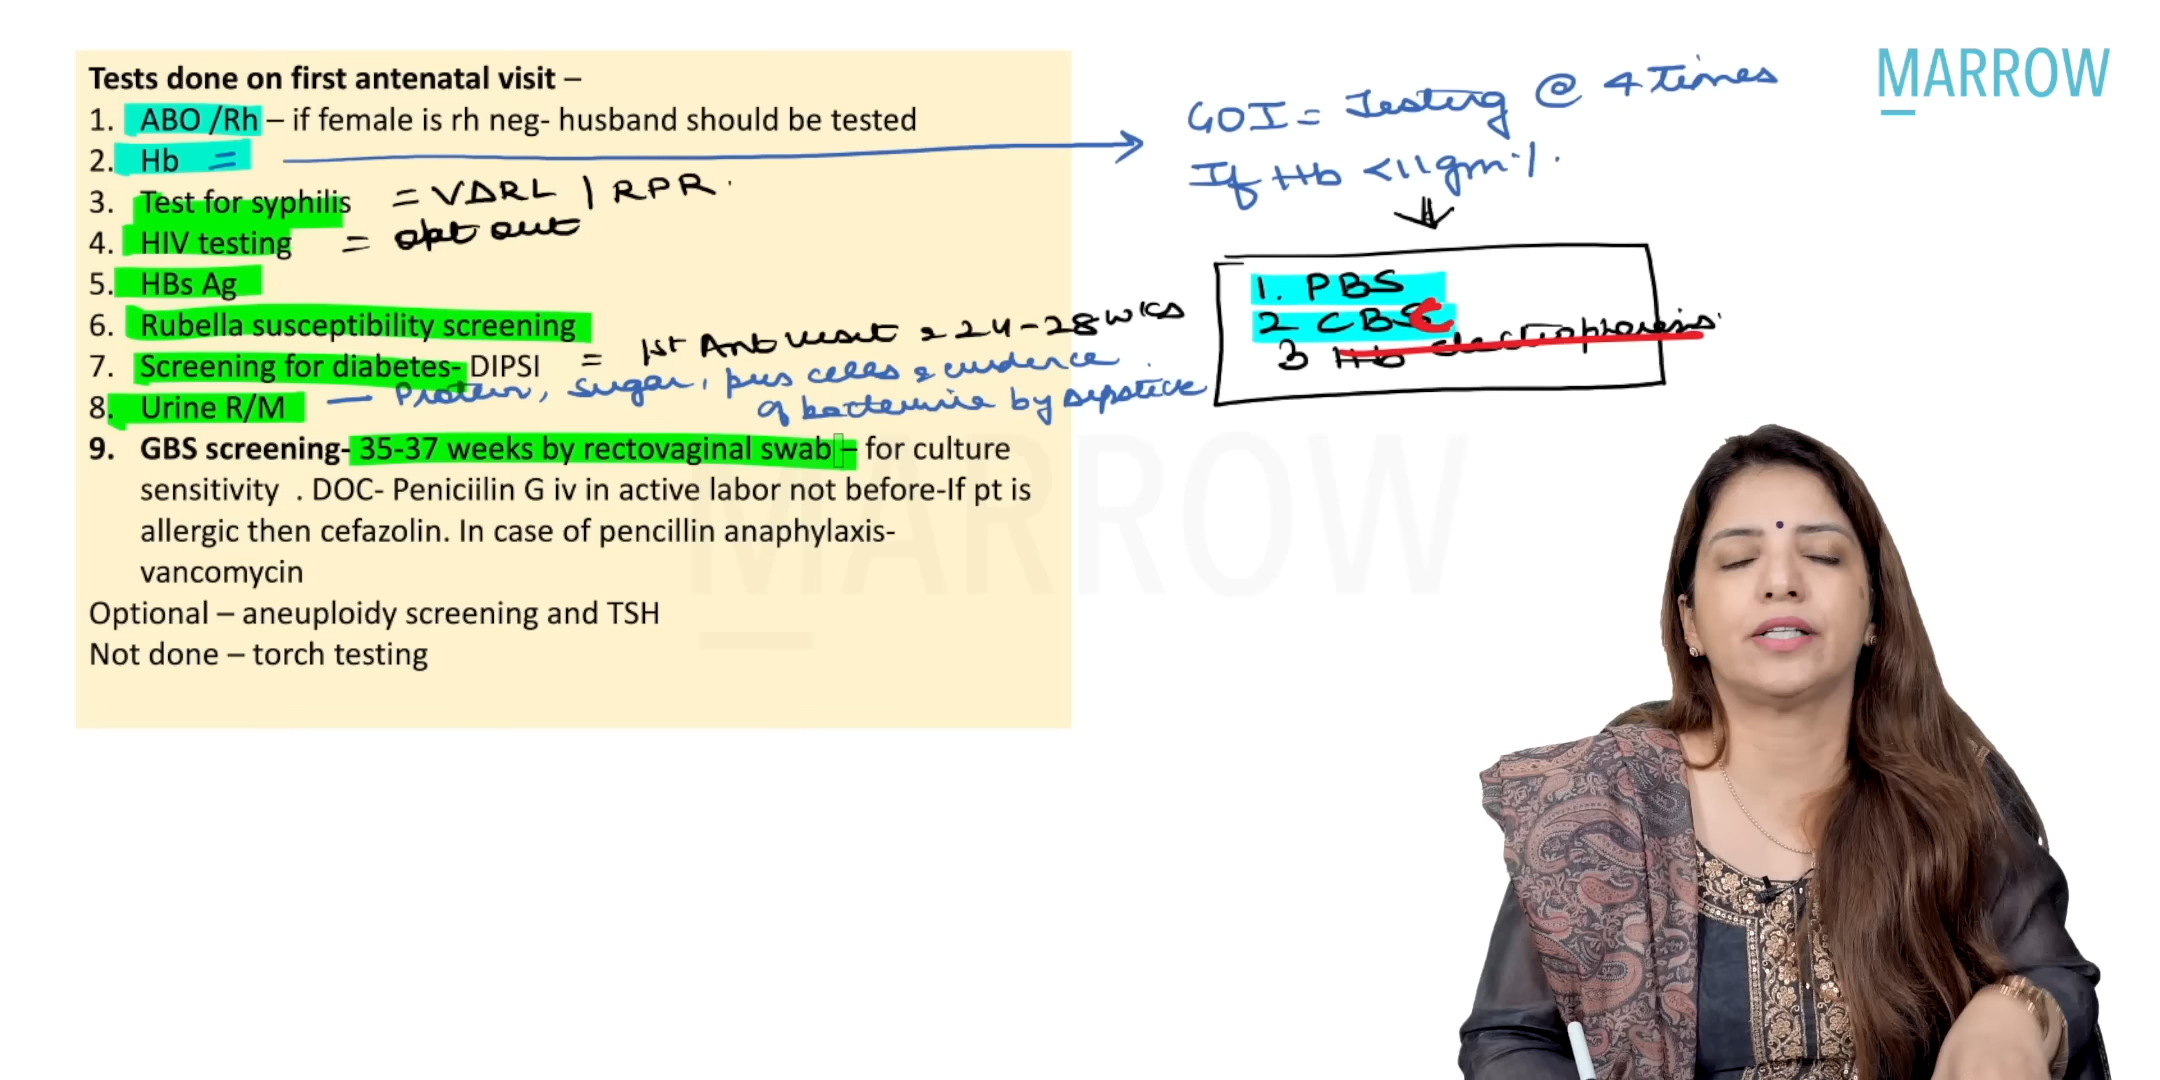 MARROW
Tests done on first antenatal visit –
1. ABO /Rh – if female is rh neg- husband should be tested
2. Hb =
3. Test for syphilis = VDRL | RPR.
4. HIV testing = opt out
5. HBs Ag
6. Rubella susceptibility screening
7. Screening for diabetes- DIPSI = 1st Ant visit & 24-28 wks
8. Urine R/M — Protein, sugar, pus cells & evidence
of bacteriuria by dipstick
9. GBS screening- 35-37 weeks by rectovaginal swab – for culture
sensitivity . DOC- Peniciilin G iv in active labor not before-If pt is
allergic then cefazolin. In case of pencillin anaphylaxis-
vancomycin
Optional – aneuploidy screening and TSH
Not done – torch testing
GOI = Testing @ 4 times
If Hb <11gm%.
1. PBS
2 CBC
3 Hb electrophoresis.
MARROW